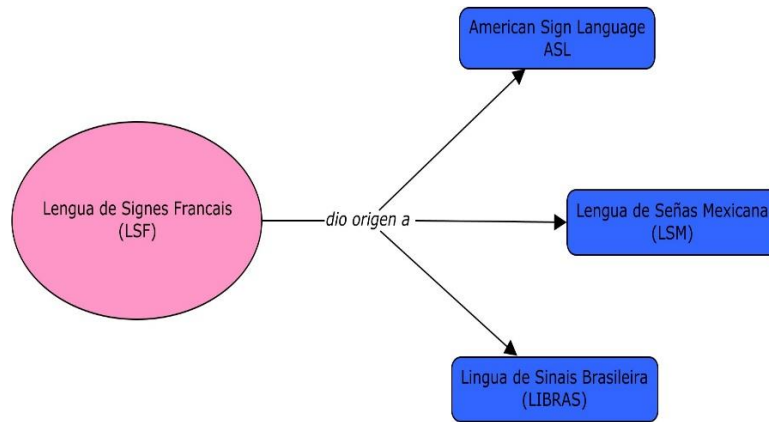 American Sign Language
ASL
Lengua de Signes Francais
(LSF)
dio origen a
Lengua de Señas Mexicana
(LSM)
Lingua de Sinais Brasileira
(LIBRAS)